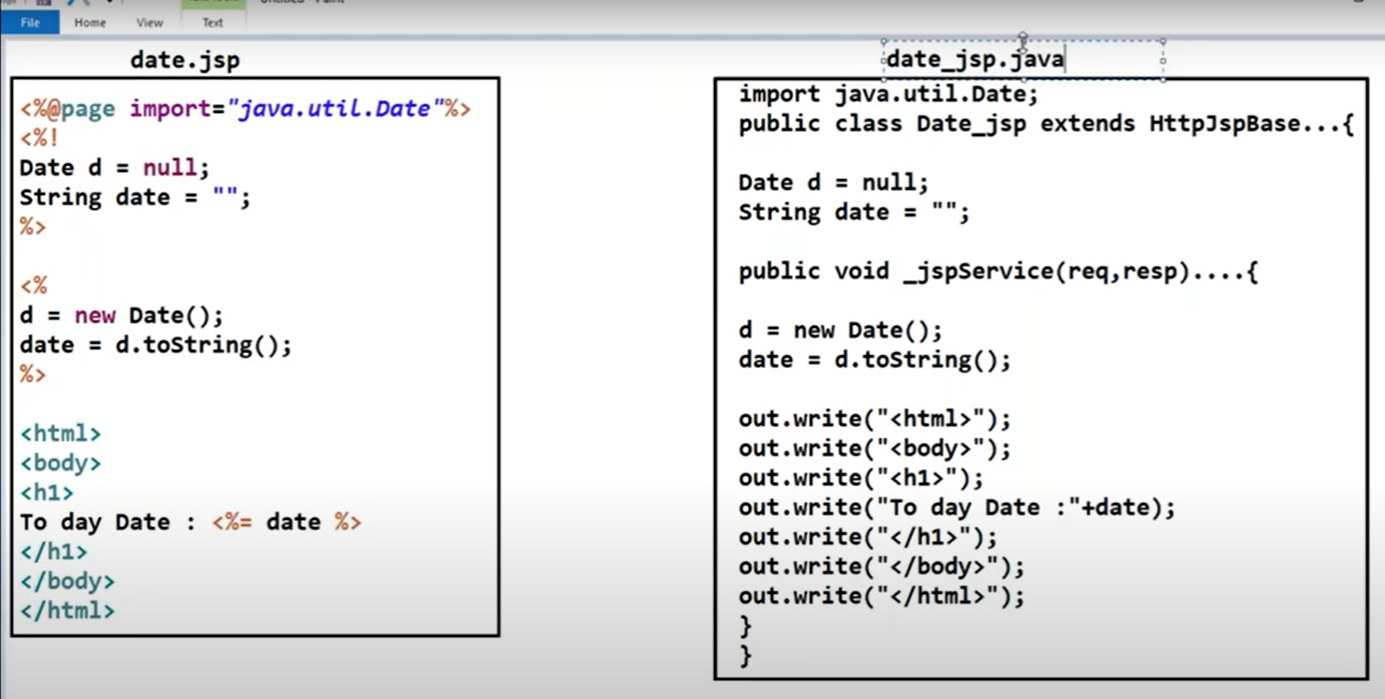 File Home View Text
date.jsp
<%@page import="java.util.Date"%>
<%!
Date d = null;
String date = "";
%>
<%
d = new Date();
date = d.toString();
%>
<html>
<body>
<h1>
To day Date : <%= date %>
</h1>
</body>
</html>
date_jsp.java
import java.util.Date;
public class Date_jsp extends HttpJspBase...{
Date d = null;
String date = "";
public void _jspService(req,resp)....{
d = new Date();
date = d.toString();
out.write("<html>");
out.write("<body>");
out.write("<h1>");
out.write("To day Date :"+date);
out.write("</h1>");
out.write("</body>");
out.write("</html>");
}
}